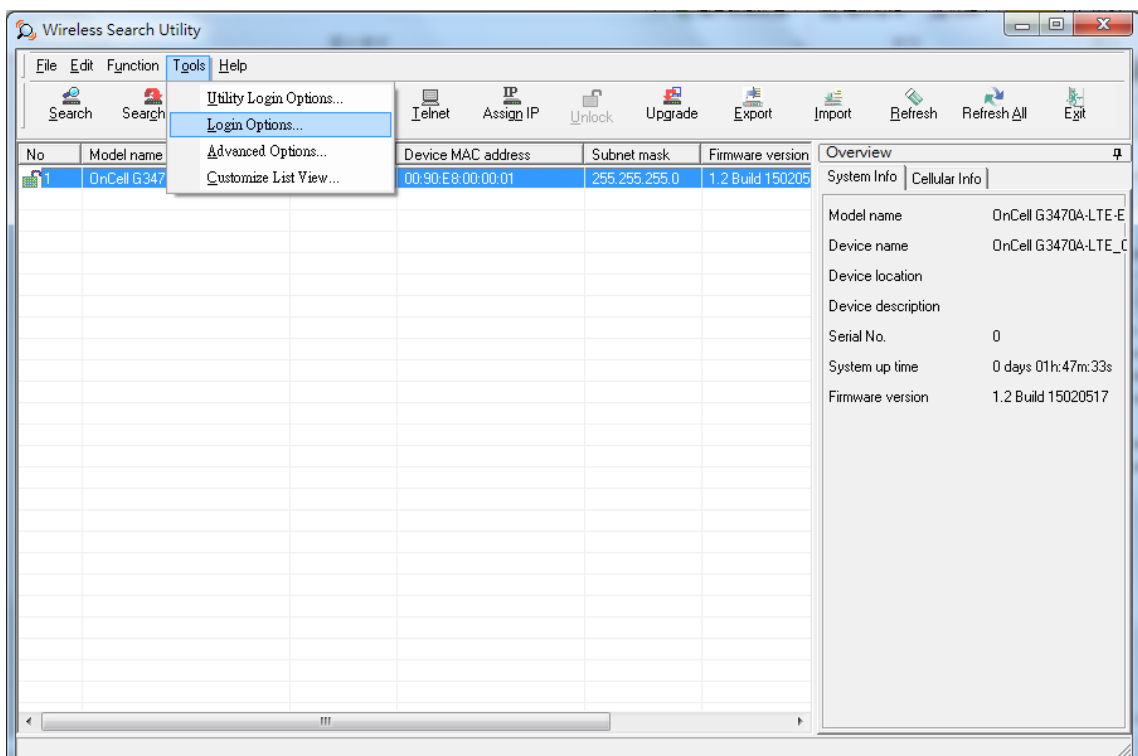 Wireless Search Utility
File Edit Function Tools Help
Search Search Telnet Assign IP Unlock Upgrade Export Import Refresh Refresh All Exit
IP
Utility Login Options...
Login Options...
Advanced Options...
Customize List View...
No Model name Device MAC address Subnet mask Firmware version
1 OnCell G347 00:90:E8:00:00:01 255.255.255.0 1.2 Build 150205
Overview
System Info Cellular Info
Model name OnCell G3470A-LTE-E
Device name OnCell G3470A-LTE_
Device location
Device description
Serial No. 0
System up time 0 days 01h:47m:33s
Firmware version 1.2 Build 15020517